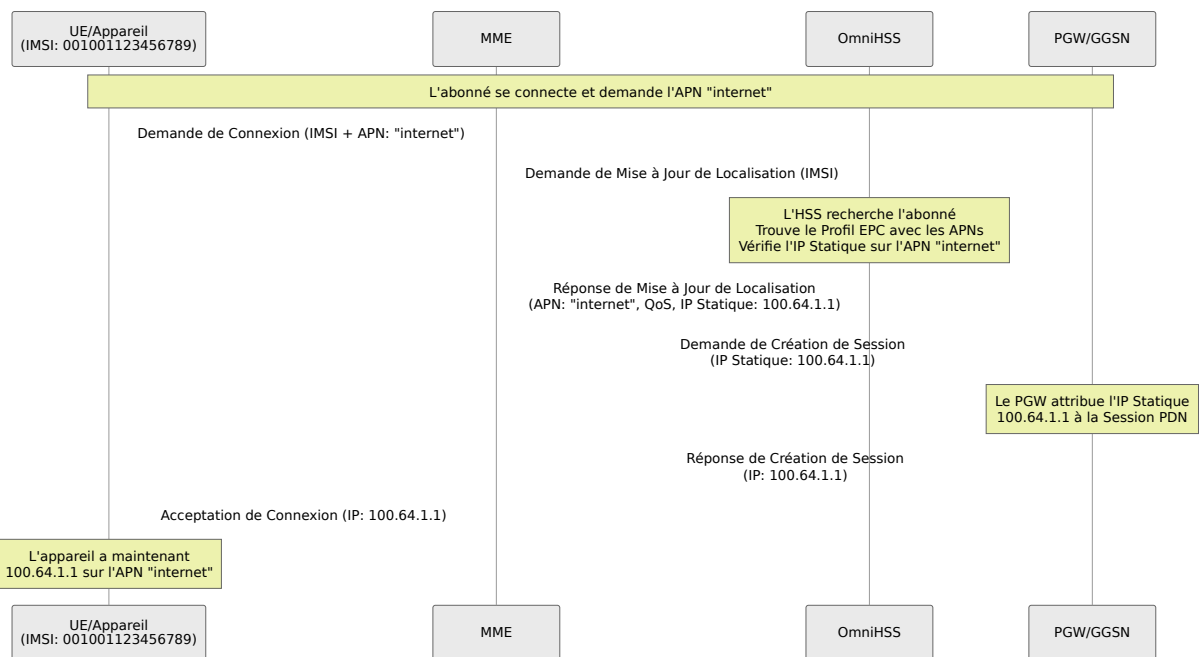 UE/Appareil
(IMSI: 001001123456789)
MME
OmniHSS
PGW/GGSN
L'abonné se connecte et demande l'APN "internet"
Demande de Connexion (IMSI + APN: "internet")
Demande de Mise à Jour de Localisation (IMSI)
L'HSS recherche l'abonné
Trouve le Profil EPC avec les APNs
Vérifie l'IP Statique sur l'APN "internet"
Réponse de Mise à Jour de Localisation
(APN: "internet", QoS, IP Statique: 100.64.1.1)
Demande de Création de Session
(IP Statique: 100.64.1.1)
Le PGW attribue l'IP Statique
100.64.1.1 à la Session PDN
Réponse de Création de Session
(IP: 100.64.1.1)
Acceptation de Connexion (IP: 100.64.1.1)
L'appareil a maintenant
100.64.1.1 sur l'APN "internet"
UE/Appareil
(IMSI: 001001123456789)
MME
OmniHSS
PGW/GGSN